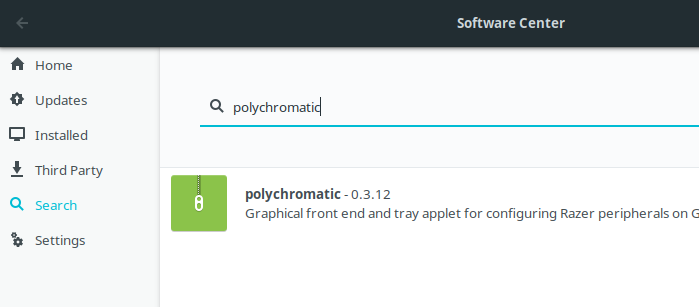 Software Center
Home
Updates
Installed
Third Party
Search
Settings
polychromatic
polychromatic - 0.3.12
Graphical front end and tray applet for configuring Razer peripherals on G